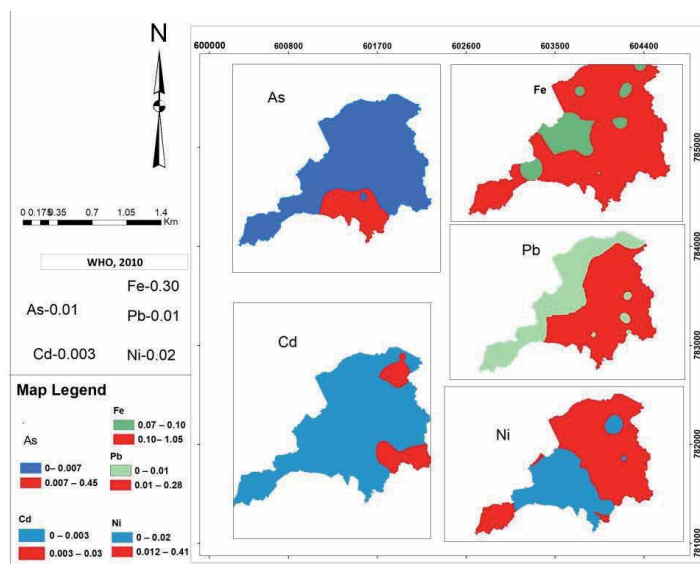 N
0 0.175 0.35 0.7 1.05 1.4
Km
WHO, 2010
Fe-0.30
As-0.01
Pb-0.01
Cd-0.003
Ni-0.02
Map Legend
As
0– 0.007
0.007 – 0.45
Fe
0.07 – 0.10
0.10– 1.05
Pb
0 – 0.01
0.01 – 0.28
Cd
0 – 0.003
0.003 – 0.03
Ni
0 – 0.02
0.012 – 0.41
600000 600800 601700 602600 603500 604400
As
Fe
Pb
Cd
Ni
785000
784000
783000
782000
781000